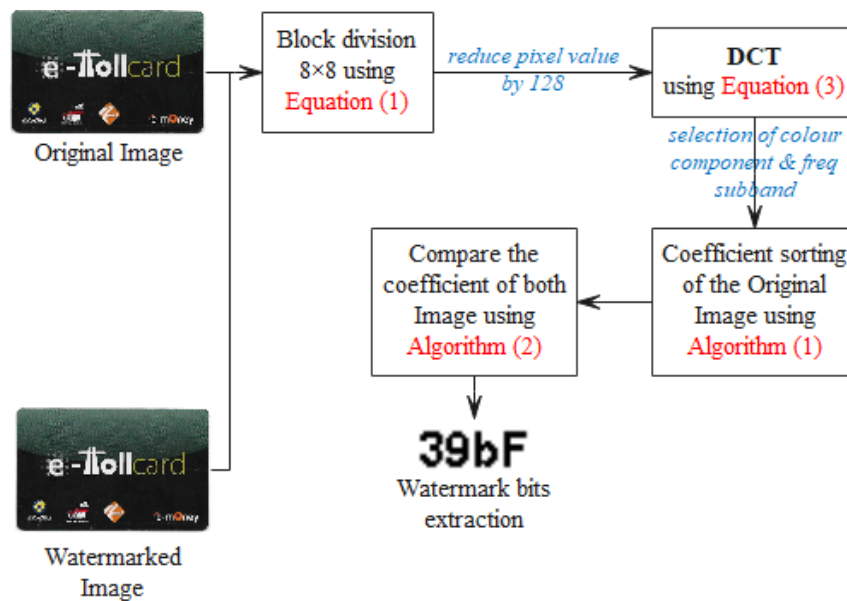 e-Tollcard
e-mOney
Original Image
Block division
8×8 using
Equation (1)
reduce pixel value
by 128
DCT
using Equation (3)
selection of colour
component & freq
subband
Coefficient sorting
of the Original
Image using
Algorithm (1)
Compare the
coefficient of both
Image using
Algorithm (2)
39bF
Watermark bits
extraction
e-Tollcard
e-mOney
Watermarked
Image